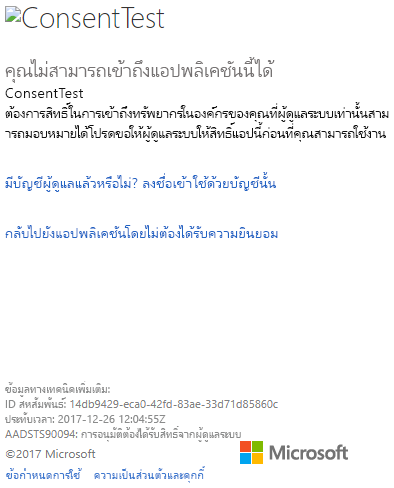 ConsentTest
คุณไม่สามารถเข้าถึงแอปพลิเคชันนี้ได้
ConsentTest
ต้องการสิทธิ์ในการเข้าถึงทรัพยากรในองค์กรของคุณที่ผู้ดูแลระบบเท่านั้นสาม
ารถมอบหมายได้โปรดขอให้ผู้ดูแลระบบให้สิทธิ์แอปนี้ก่อนที่คุณสามารถใช้งาน
มีบัญชีผู้ดูแลแล้วหรือไม่? ลงชื่อเข้าใช้ด้วยบัญชีนั้น
กลับไปยังแอปพลิเคชันโดยไม่ต้องได้รับความยินยอม
ข้อมูลทางเทคนิคเพิ่มเติม:
ID สหสัมพันธ์: 14db9429-eca0-42fd-83ae-33d71d85860c
ประทับเวลา: 2017-12-26 12:04:55Z
AADSTS90094: การอนุมัติต้องได้รับสิทธิ์จากผู้ดูแลระบบ
©2017 Microsoft
Microsoft
ข้อกำหนดการใช้ ความเป็นส่วนตัวและคุกกี้